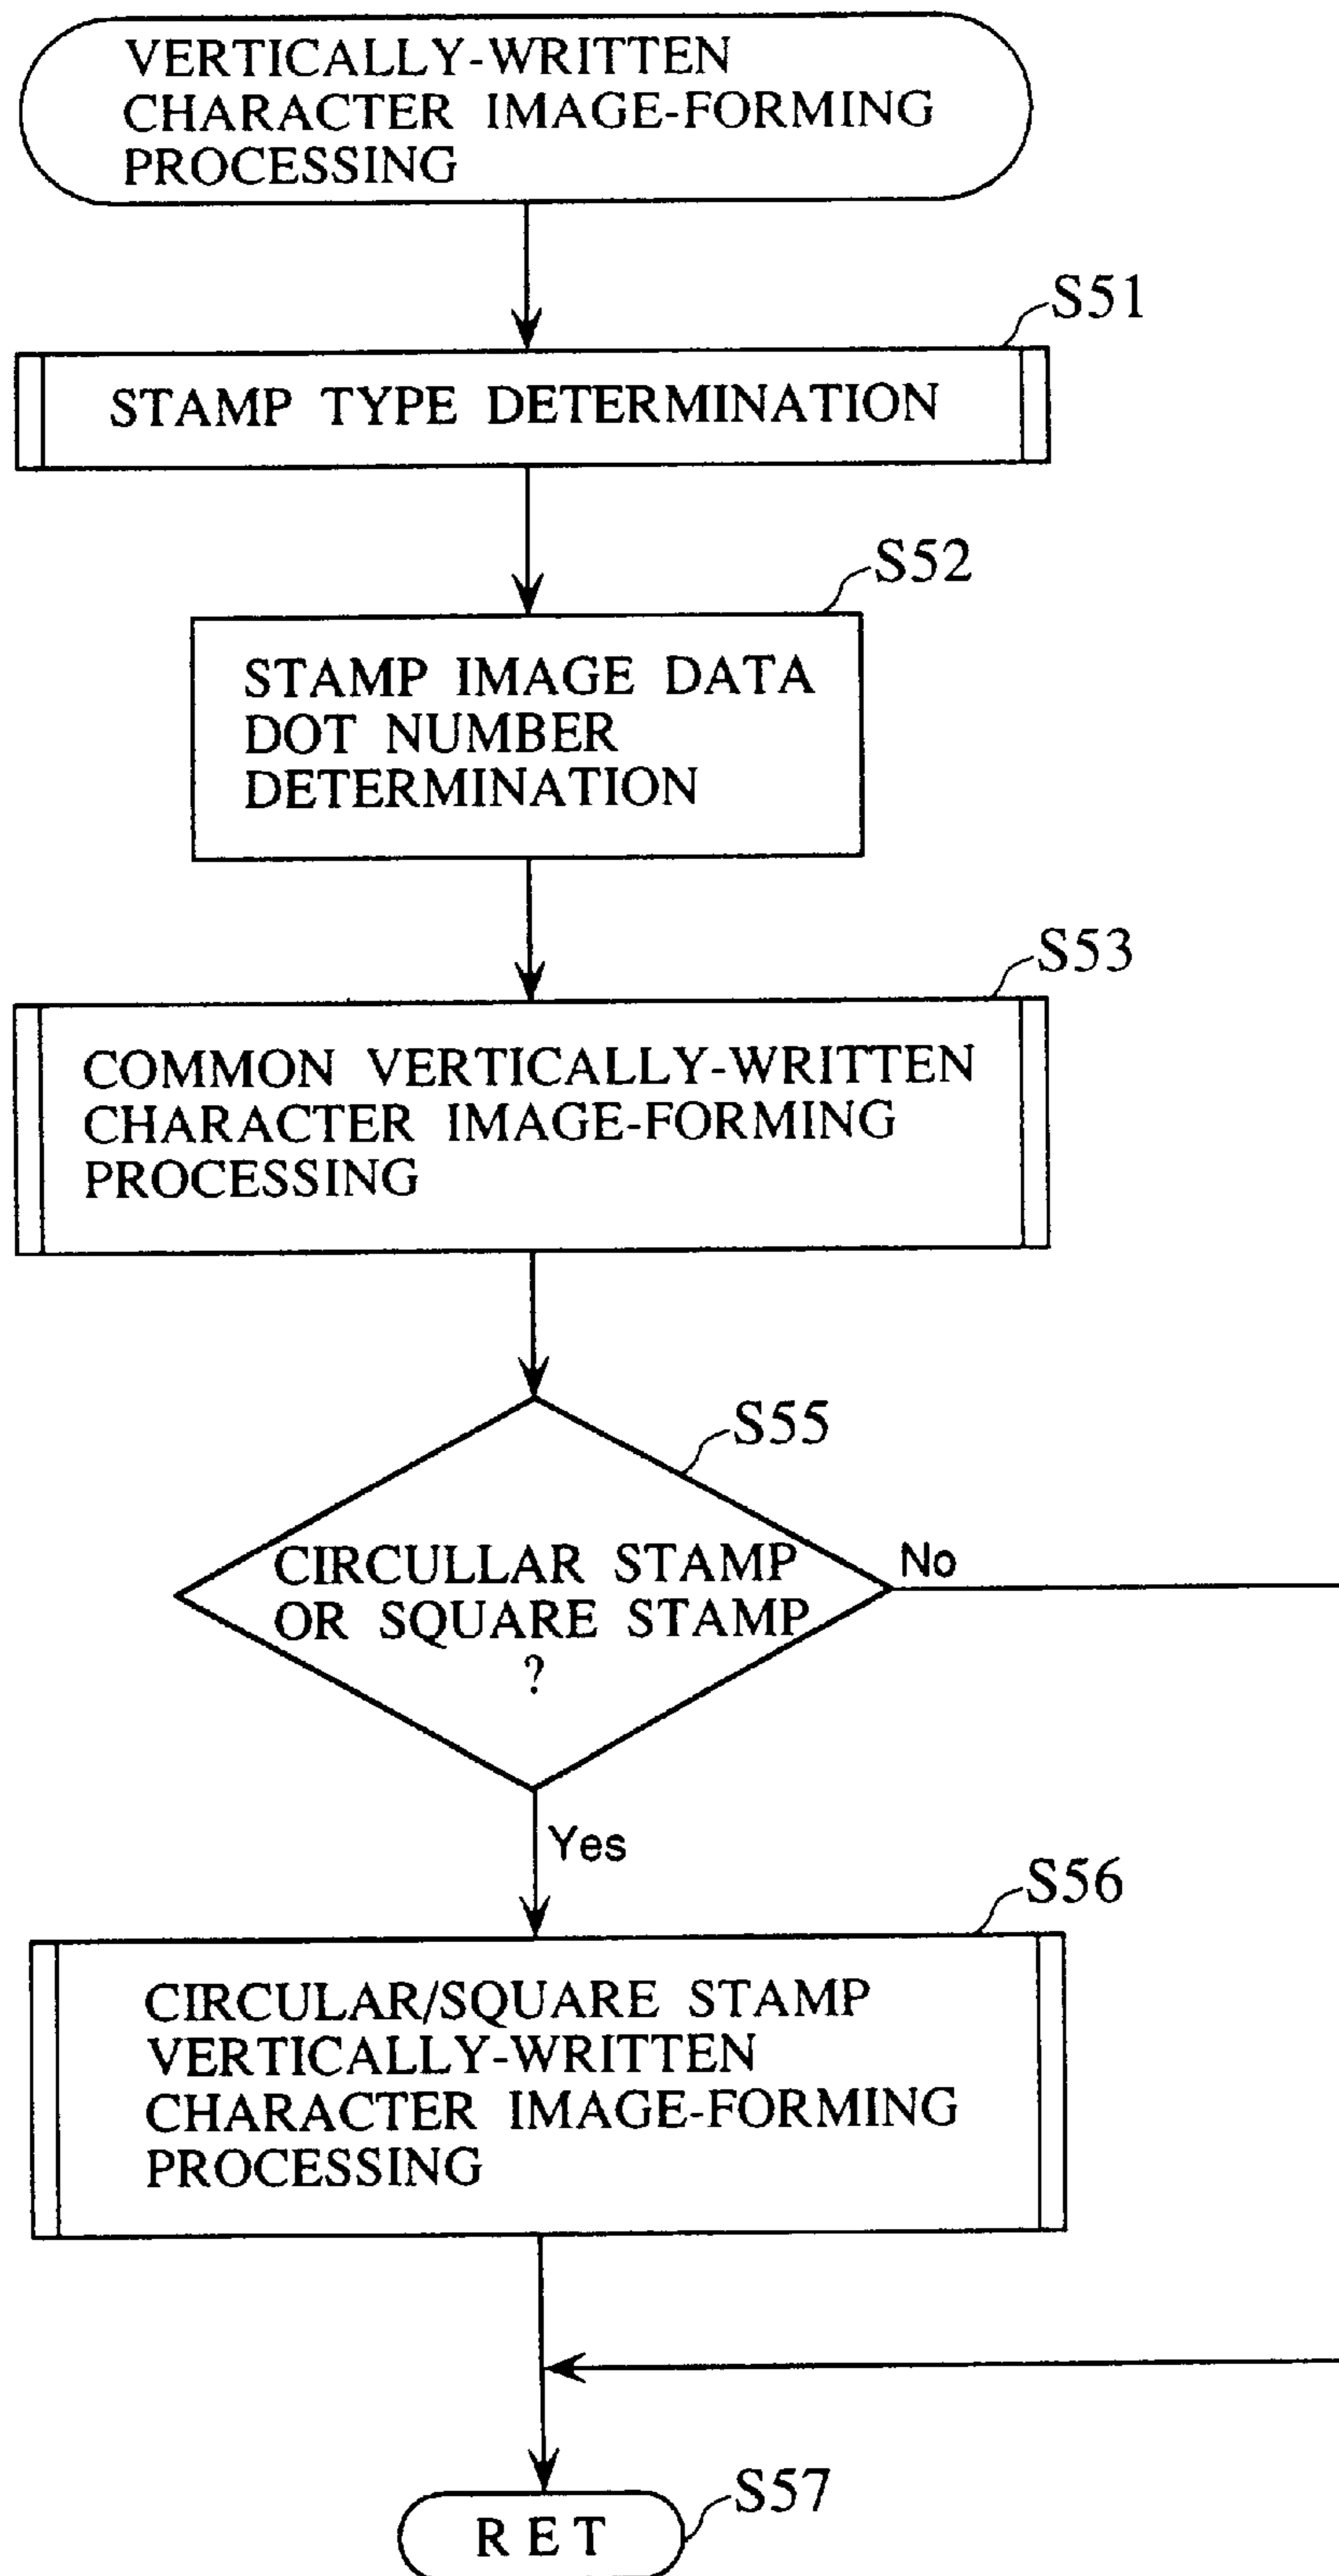 VERTICALLY-WRITTEN
CHARACTER IMAGE-FORMING
PROCESSING
S51
STAMP TYPE DETERMINATION
S52
STAMP IMAGE DATA
DOT NUMBER
DETERMINATION
S53
COMMON VERTICALLY-WRITTEN
CHARACTER IMAGE-FORMING
PROCESSING
S55
CIRCULLAR STAMP
OR SQUARE STAMP
?
No
Yes
S56
CIRCULAR/SQUARE STAMP
VERTICALLY-WRITTEN
CHARACTER IMAGE-FORMING
PROCESSING
S57
RET